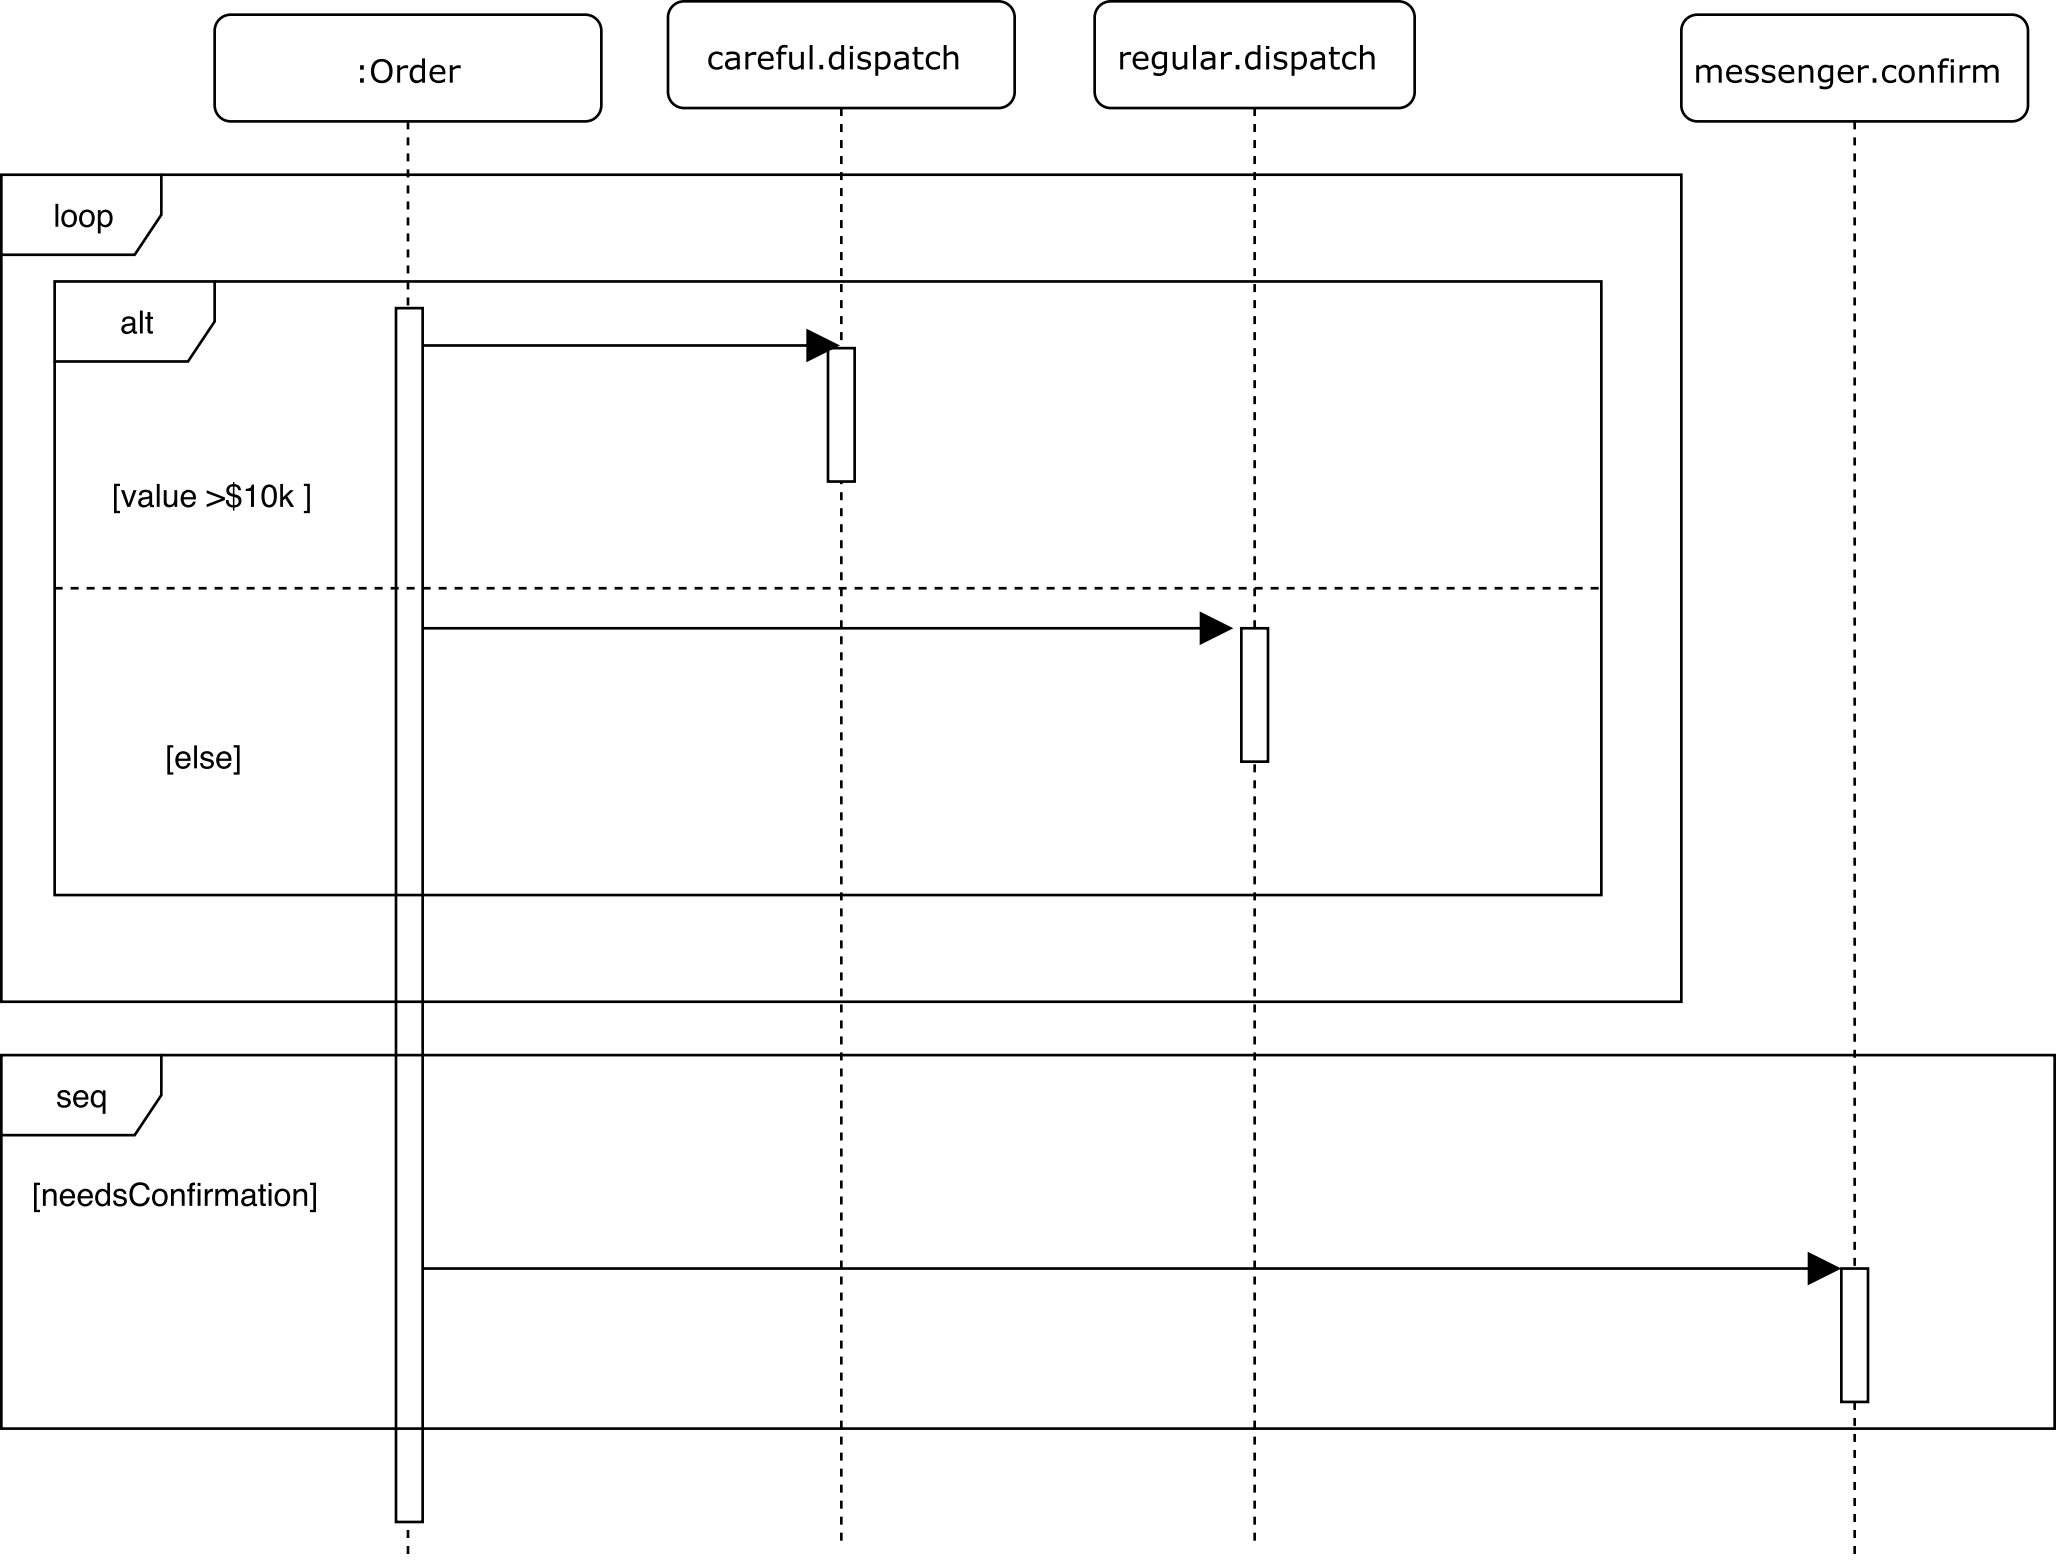 :Order
careful.dispatch
regular.dispatch
messenger.confirm
loop
alt
[value >$10k ]
[else]
seq
[needsConfirmation]